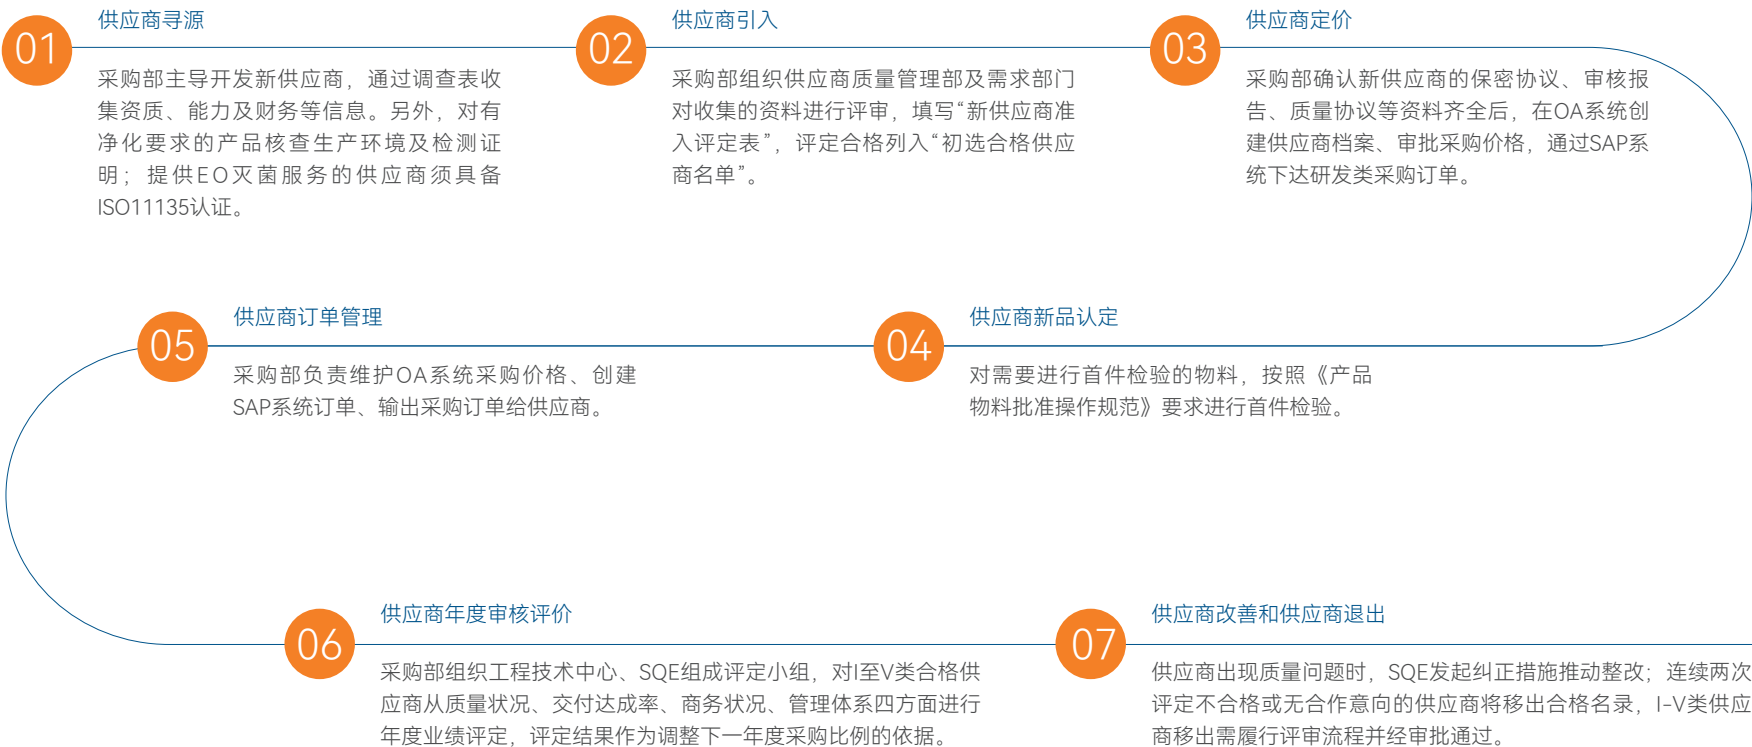 01
供应商寻源
采购部主导开发新供应商，通过调查表收
集资质、能力及财务等信息。另外，对有
净化要求的产品核查生产环境及检测证
明；提供EO灭菌服务的供应商须具备
ISO11135认证。
02
供应商引入
采购部组织供应商质量管理部及需求部门
对收集的资料进行评审，填写“新供应商准
入评定表”，评定合格列入“初选合格供应
商名单”。
03
供应商定价
采购部确认新供应商的保密协议、审核报
告、质量协议等资料齐全后，在OA系统创
建供应商档案、审批采购价格，通过SAP系
统下达研发类采购订单。
04
供应商新品认定
对需要进行首件检验的物料，按照《产品
物料批准操作规范》要求进行首件检验。
05
供应商订单管理
采购部负责维护OA系统采购价格、创建
SAP系统订单、输出采购订单给供应商。
06
供应商年度审核评价
采购部组织工程技术中心、SQE组成评定小组，对I至V类合格供
应商从质量状况、交付达成率、商务状况、管理体系四方面进行
年度业绩评定，评定结果作为调整下一年度采购比例的依据。
07
供应商改善和供应商退出
供应商出现质量问题时，SQE发起纠正措施推动整改；连续两次
评定不合格或无合作意向的供应商将移出合格名录，I-V类供应
商移出需履行评审流程并经审批通过。